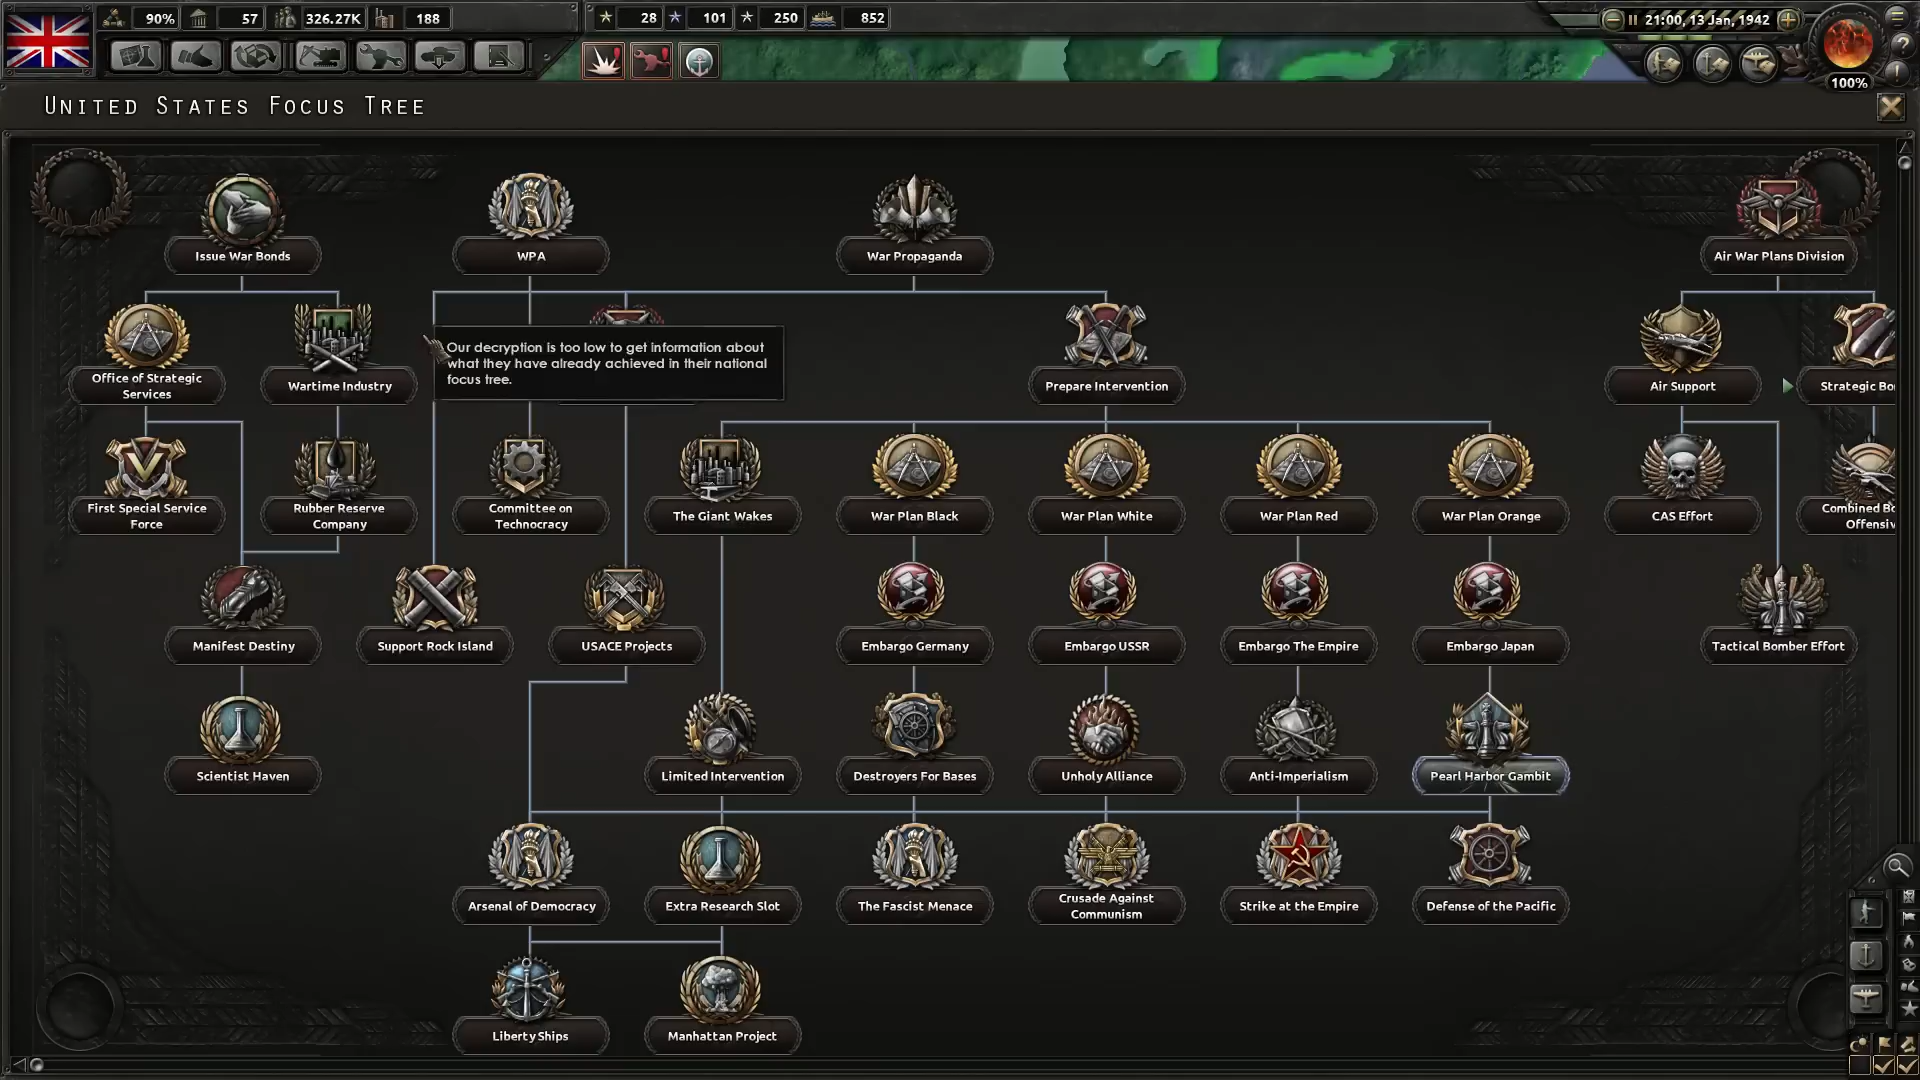 90%
57
326.27K
188
28
101
250
852
21:00, 13 Jan, 1942
100%
United States Focus Tree
Issue War Bonds
WPA
War Propaganda
Air War Plans Division
Office of Strategic
Services
Wartime Industry
Our decryption is too low to get information about
what they have already achieved in their national
focus tree.
Prepare Intervention
Air Support
Strategic Bo
First Special Service
Force
Rubber Reserve
Company
Committee on
Technocracy
The Giant Wakes
War Plan Black
War Plan White
War Plan Red
War Plan Orange
CAS Effort
Combined Bo
Offensiv
Manifest Destiny
Support Rock Island
USACE Projects
Embargo Germany
Embargo USSR
Embargo The Empire
Embargo Japan
Tactical Bomber Effort
Scientist Haven
Limited Intervention
Destroyers For Bases
Unholy Alliance
Anti-Imperialism
Pearl Harbor Gambit
Arsenal of Democracy
Extra Research Slot
The Fascist Menace
Crusade Against
Communism
Strike at the Empire
Defense of the Pacific
Liberty Ships
Manhattan Project